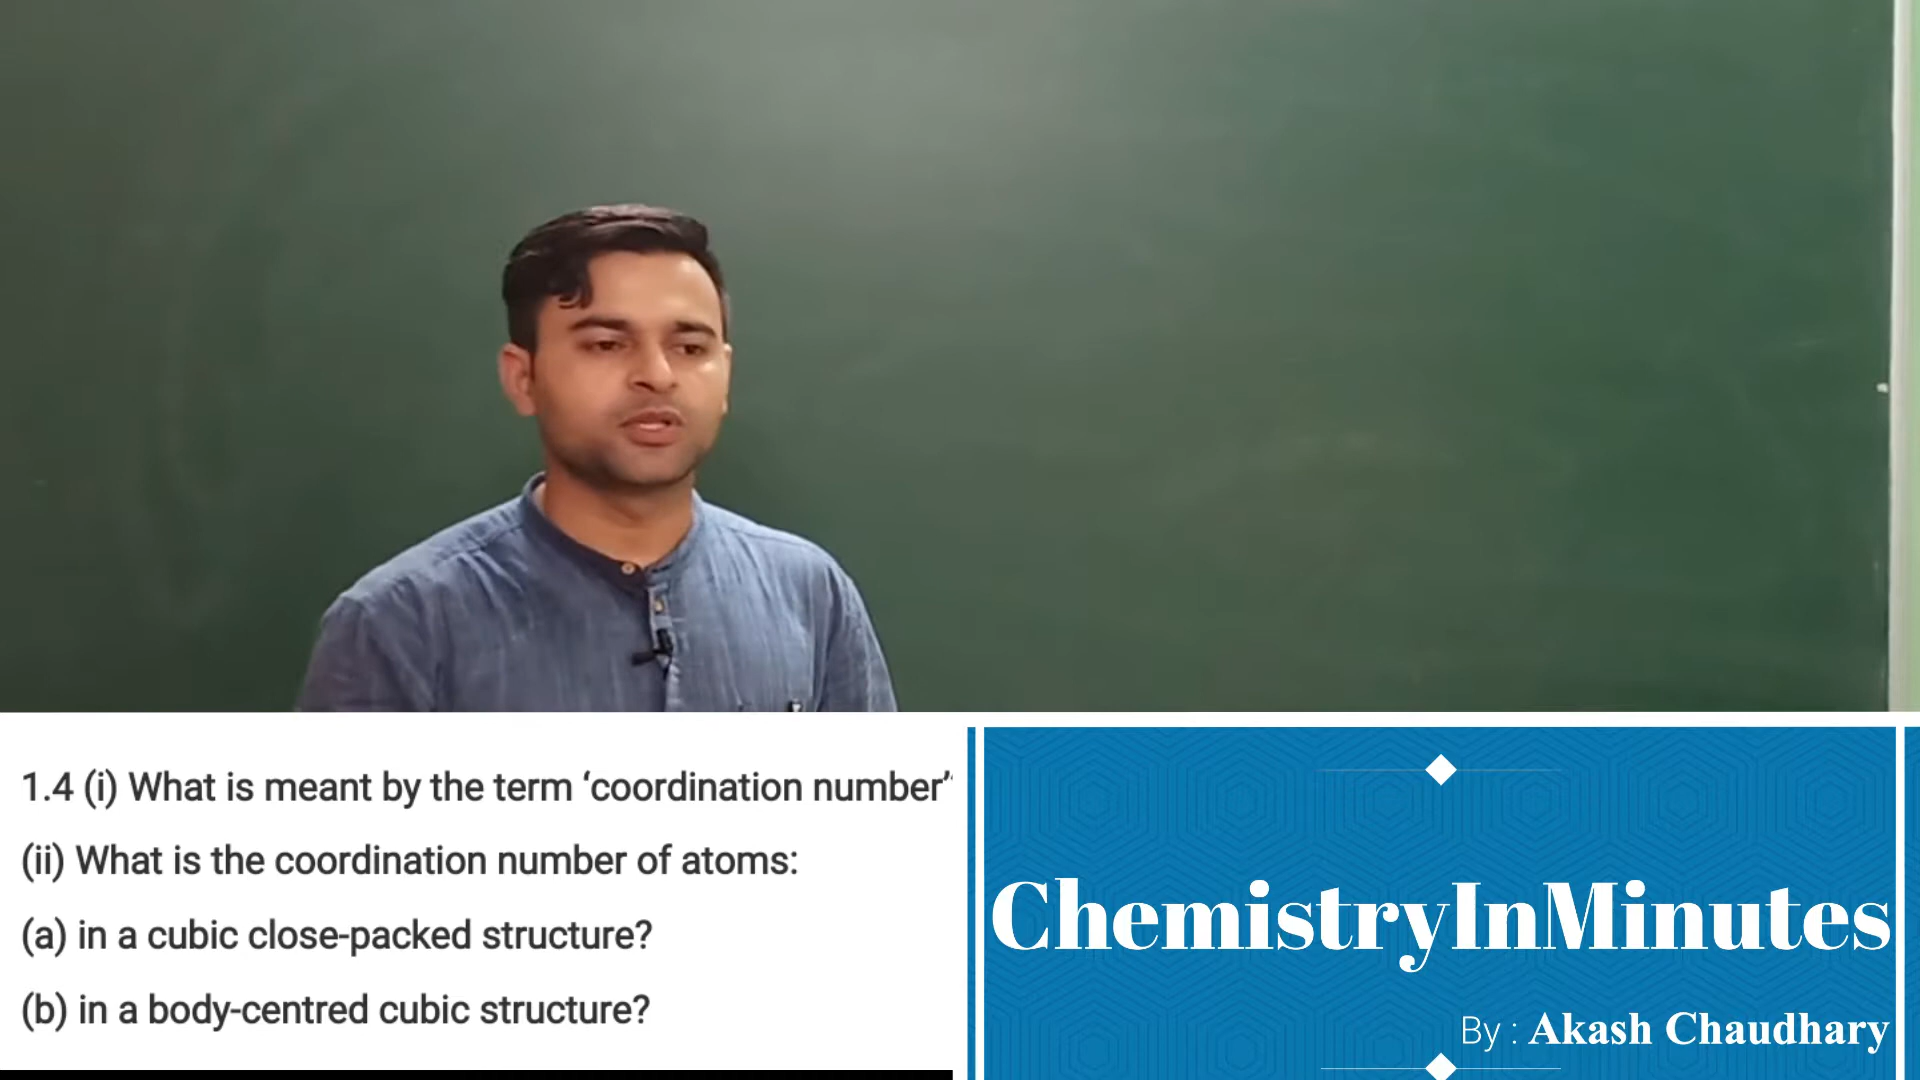 1.4 (i) What is meant by the term ‘coordination number’
(ii) What is the coordination number of atoms:
(a) in a cubic close-packed structure?
(b) in a body-centred cubic structure?
ChemistryInMinutes
By : Akash Chaudhary